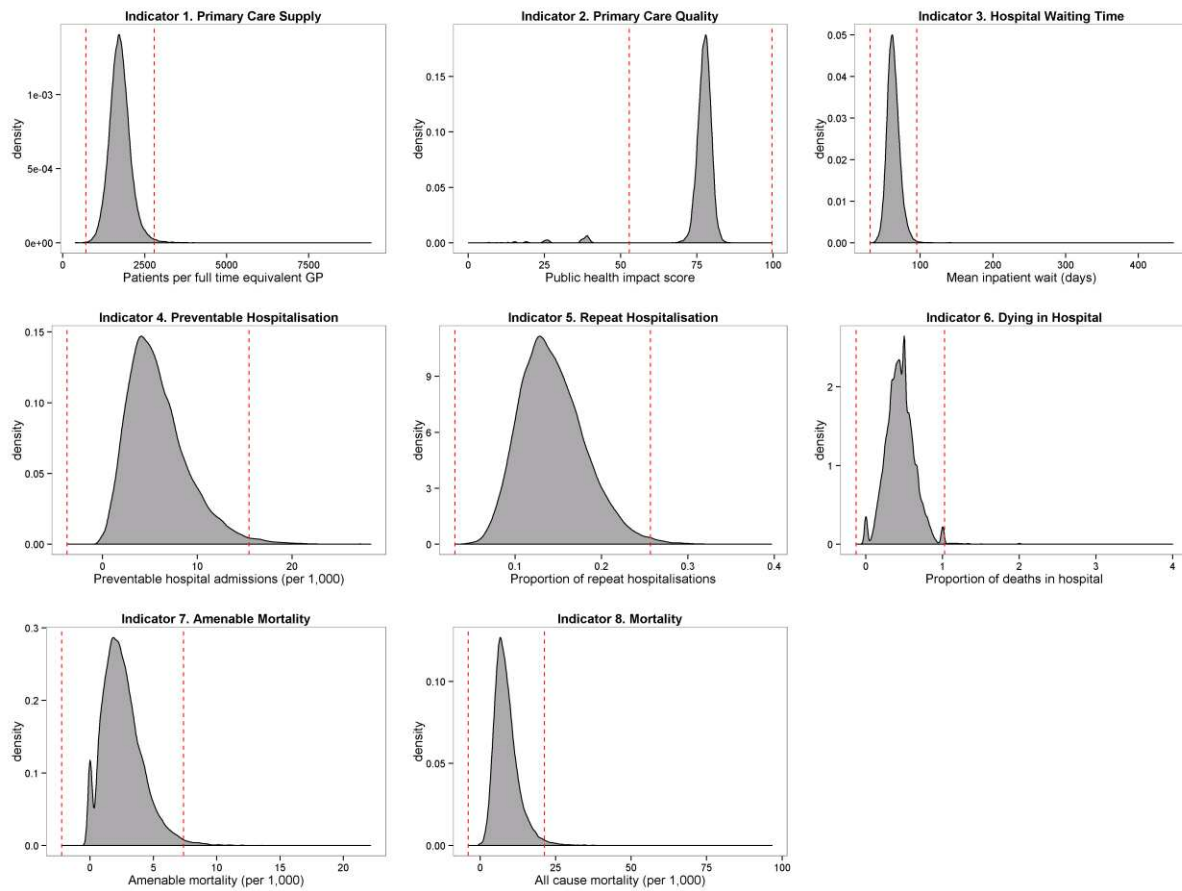 Indicator 1. Primary Care Supply
density
1e-03
5e-04
0e+00
0 2500 5000 7500
Patients per full time equivalent GP
Indicator 2. Primary Care Quality
density
0.15
0.10
0.05
0.00
0 25 50 75 100
Public health impact score
Indicator 3. Hospital Waiting Time
density
0.05
0.04
0.03
0.02
0.01
0.00
100 200 300 400
Mean inpatient wait (days)
Indicator 4. Preventable Hospitalisation
density
0.15
0.10
0.05
0.00
0 10 20
Preventable hospital admissions (per 1,000)
Indicator 5. Repeat Hospitalisation
density
9
6
3
0
0.1 0.2 0.3 0.4
Proportion of repeat hospitalisations
Indicator 6. Dying in Hospital
density
2
1
0
0 1 2 3 4
Proportion of deaths in hospital
Indicator 7. Amenable Mortality
density
0.3
0.2
0.1
0.0
0 5 10 15 20
Amenable mortality (per 1,000)
Indicator 8. Mortality
density
0.10
0.05
0.00
0 25 50 75 100
All cause mortality (per 1,000)